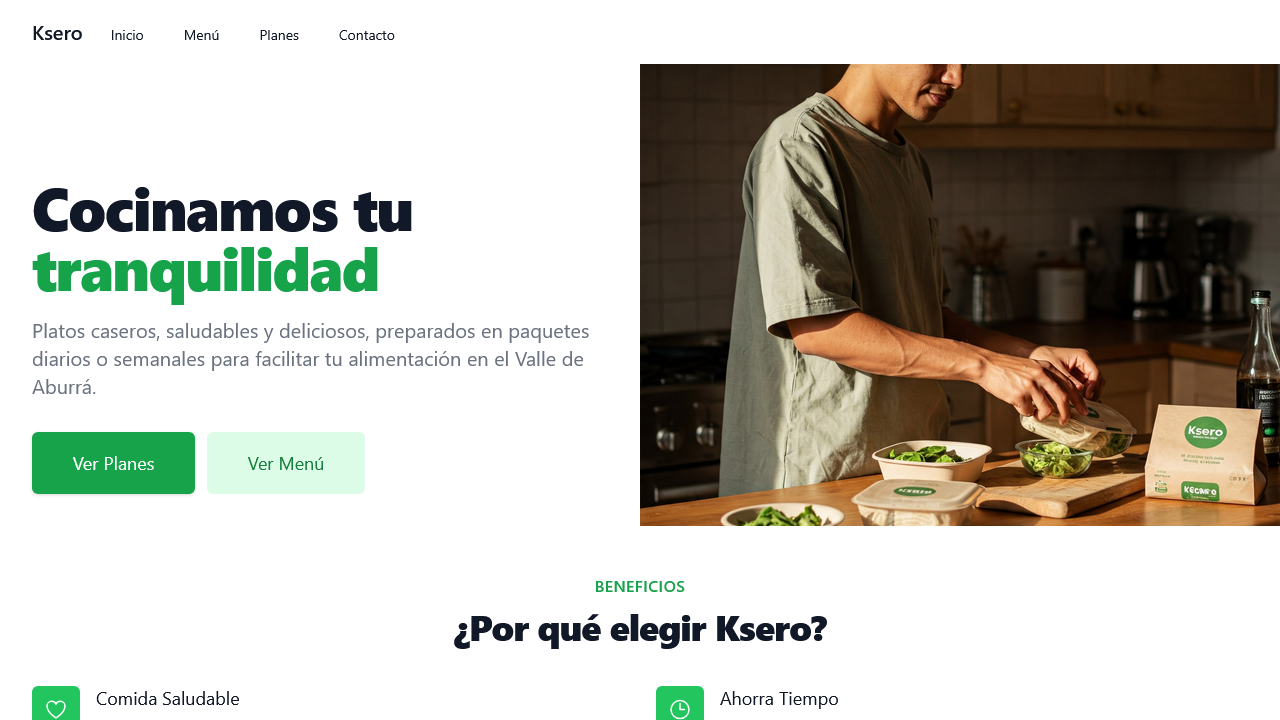 Ksero
Inicio
Menú
Planes
Contacto
Cocinamos tu
tranquilidad
Platos caseros, saludables y deliciosos, preparados en paquetes
diarios o semanales para facilitar tu alimentación en el Valle de
Aburrá.
Ver Planes
Ver Menú
Ksero
BENEFICIOS
¿Por qué elegir Ksero?
Comida Saludable
Ahorra Tiempo